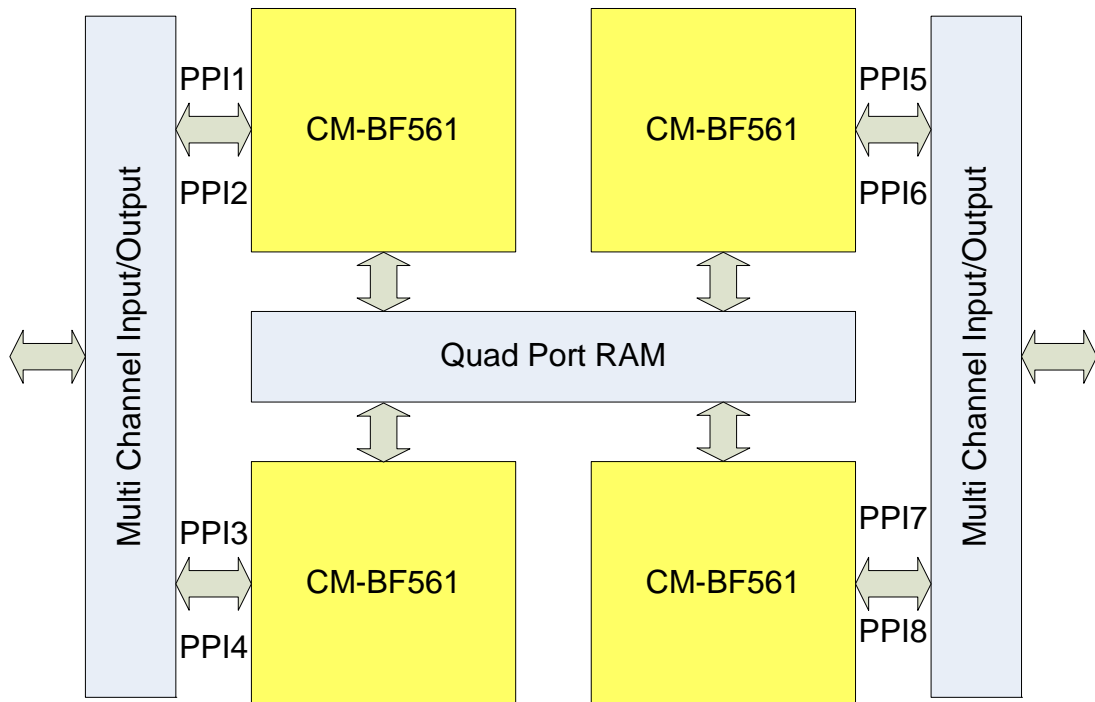 PPI1
CM-BF561
PPI2
CM-BF561
PPI5
PPI6
Multi Channel Input/Output
Quad Port RAM
Multi Channel Input/Output
PPI3
CM-BF561
PPI4
CM-BF561
PPI7
PPI8